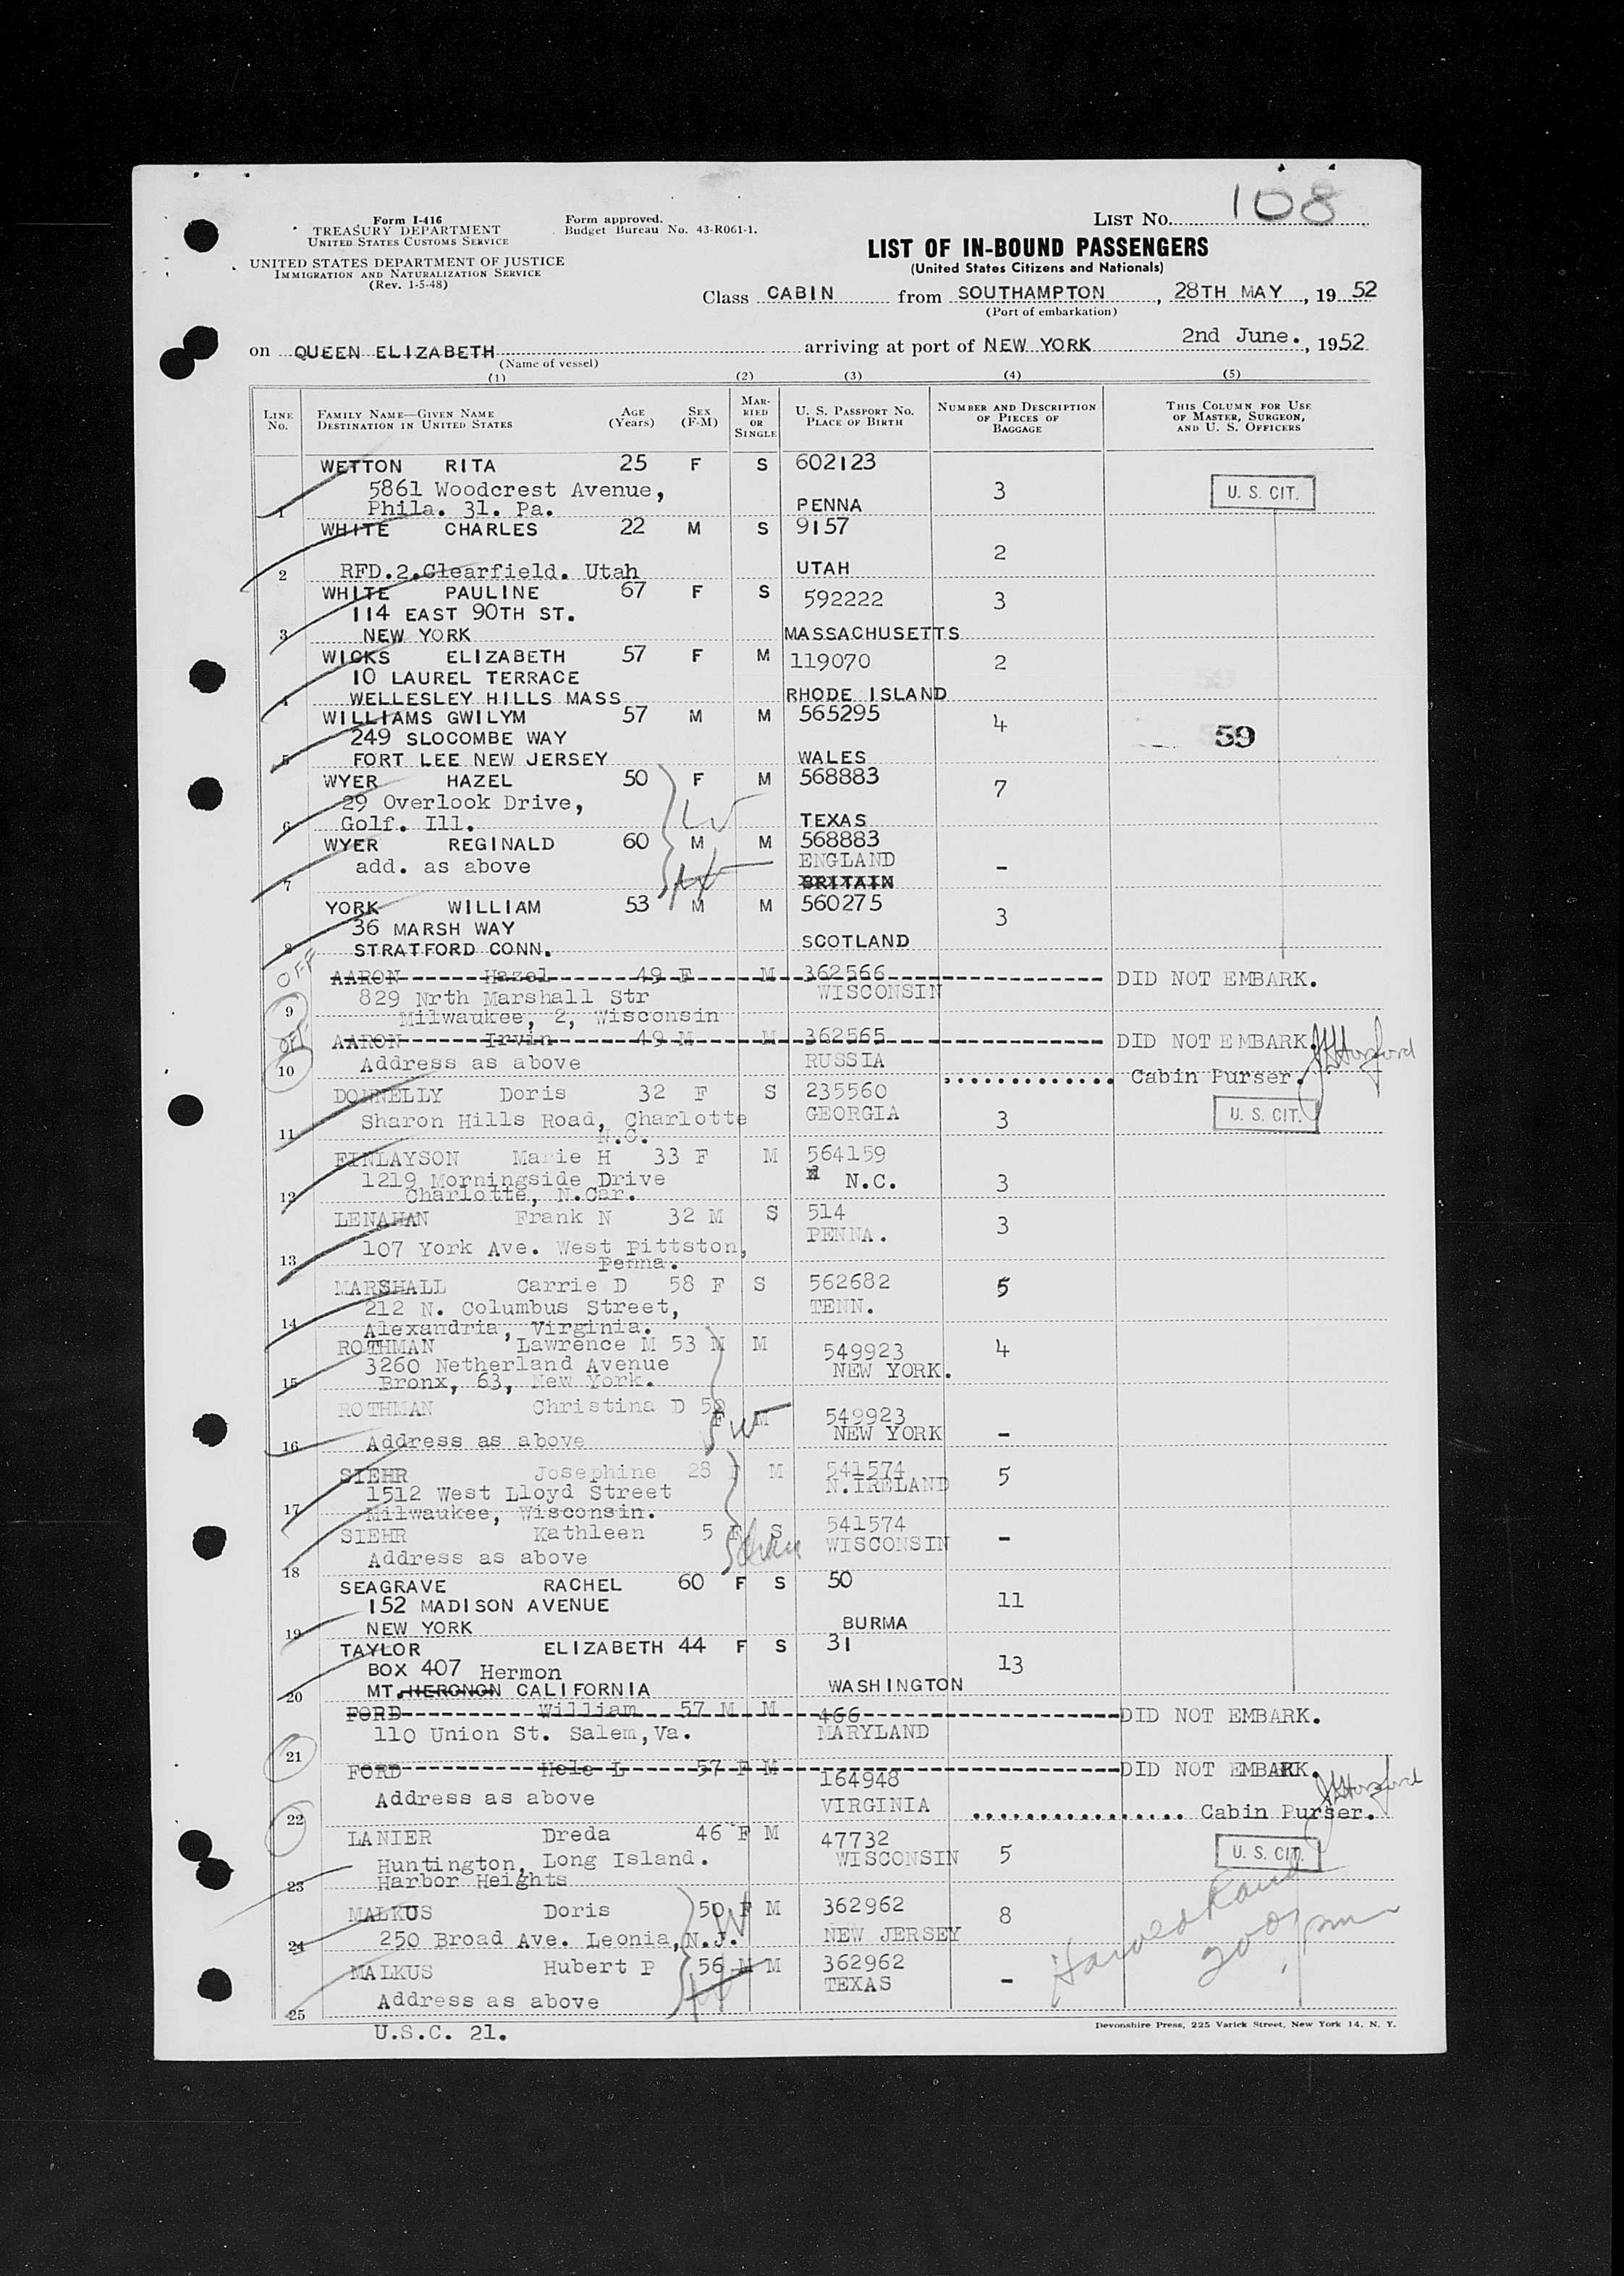 LIST NO. 108
Form I-416
TREASURY DEPARTMENT
UNITED STATES CUSTOMS SERVICE
UNITED STATES DEPARTMENT OF JUSTICE
IMMIGRATION AND NATURALIZATION SERVICE
(Rev. 1-5-48)
Form approved.
Budget Bureau No. 43-R061-1.
LIST OF IN-BOUND PASSENGERS
(United States Citizens and Nationals)
Class CABIN from SOUTHAMPTON, 28TH MAY, 1952
(Port of embarkation)
on QUEEN ELIZABETH arriving at port of NEW YORK 2nd June., 1952
(Name of vessel)
(1) (2) (3) (4) (5)
LINE NO. FAMILY NAME—GIVEN NAME DESTINATION IN UNITED STATES AGE (Years) SEX (F-M) MARRIED OR SINGLE U. S. PASSPORT NO. PLACE OF BIRTH NUMBER AND DESCRIPTION OF PIECES OF BAGGAGE THIS COLUMN FOR USE OF MASTER, SURGEON, AND U. S. OFFICERS
WETTON RITA 25 F S 602123
5861 Woodcrest Avenue, 3 U. S. CIT.
1 Phila. 31. Pa. PENNA
WHITE CHARLES 22 M S 9157
2
2 RFD.2.Clearfield. Utah UTAH
WHITE PAULINE 67 F S 592222 3
114 EAST 90TH ST.
3 NEW YORK MASSACHUSETTS
WICKS ELIZABETH 57 F M 119070 2
10 LAUREL TERRACE
4 WELLESLEY HILLS MASS RHODE ISLAND
WILLIAMS GWILYM 57 M M 565295 4
249 SLOCOMBE WAY 59
5 FORT LEE NEW JERSEY WALES
WYER HAZEL 50 F M 568883 7
29 Overlook Drive,
6 Golf. Ill. TEXAS
WYER REGINALD 60 M M 568883
add. as above ENGLAND -
7 BRITAIN
YORK WILLIAM 53 M M 560275 3
36 MARSH WAY
8 STRATFORD CONN. SCOTLAND
OFF AARON Hazel 49 F M 362566 DID NOT EMBARK.
829 Nrth Marshall Str WISCONSIN
9 Milwaukee, 2, Wisconsin
OFF AARON Irvin 49 M M 362565 DID NOT EMBARK.
10 Address as above RUSSIA
Cabin Purser.
DONNELLY Doris 32 F S 235560
Sharon Hills Road, Charlotte GEORGIA 3 U. S. CIT.
11 N.C.
FINLAYSON Marie H 33 F M 564159
1219 Morningside Drive N.C. 3
12 Charlotte, N.Car.
LENAHAN Frank N 32 M S 514 3
107 York Ave. West Pittston, PENNA.
13 Penna.
MARSHALL Carrie D 58 F S 562682 5
212 N. Columbus Street, TENN.
14 Alexandria, Virginia.
ROTHMAN Lawrence M 53 M M 549923 4
3260 Netherland Avenue NEW YORK.
15 Bronx, 63, New York.
ROTHMAN Christina D F M 549923
16 Address as above NEW YORK -
SIEHR Josephine 28 F M 541574 5
1512 West Lloyd Street N.IRELAND
17 Milwaukee, Wisconsin.
SIEHR Kathleen 5 F S 541574
Address as above WISCONSIN -
18
SEAGRAVE RACHEL 60 F S 50
152 MADISON AVENUE 11
19 NEW YORK BURMA
TAYLOR ELIZABETH 44 F S 31
BOX 407 Hermon 13
20 MT. HERONON CALIFORNIA WASHINGTON
FORD William 57 M M 466 DID NOT EMBARK.
110 Union St. Salem,Va. MARYLAND
21
FORD Hele L 57 F M 164948 DID NOT EMBARK.
Address as above VIRGINIA
22 Cabin Purser.
LANIER Dreda 46 F M 47732
Huntington, Long Island. WISCONSIN 5 U. S. CIT.
23 Harbor Heights
MALKUS Doris 50 F M 362962 8
24 250 Broad Ave. Leonia,N.J. NEW JERSEY
MALKUS Hubert P 56 M M 362962
TEXAS -
Address as above
25
U.S.C. 21.
Devonshire Press, 225 Varick Street, New York 14, N. Y.